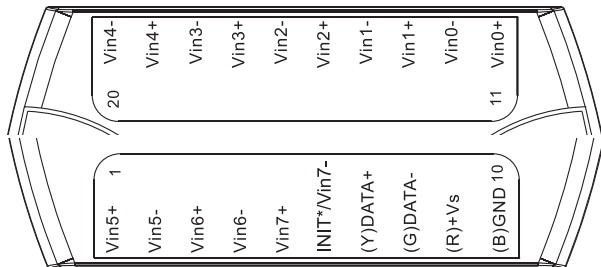 Vin4-
Vin4+
Vin3-
Vin3+
Vin2-
Vin2+
Vin1-
Vin1+
Vin0-
Vin0+
20
11
1
10
Vin5+
Vin5-
Vin6+
Vin6-
Vin7+
INIT*/Vin7-
(Y)DATA+
(G)DATA-
(R)+Vs
(B)GND